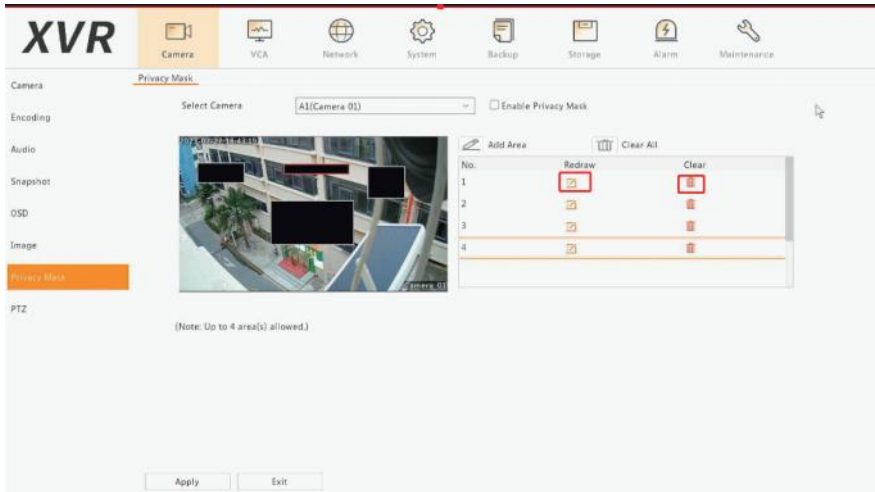 XVR
Camera VCA Network System Backup Storage Alarm Maintenance
Camera
Encoding
Audio
Snapshot
OSD
Image
Privacy Mask
PTZ
Privacy Mask
Select Camera A1(Camera 01) Enable Privacy Mask
Add Area Clear All
No. Redraw Clear
1
2
3
4
Camera 01
(Note: Up to 4 area(s) allowed.)
Apply Exit